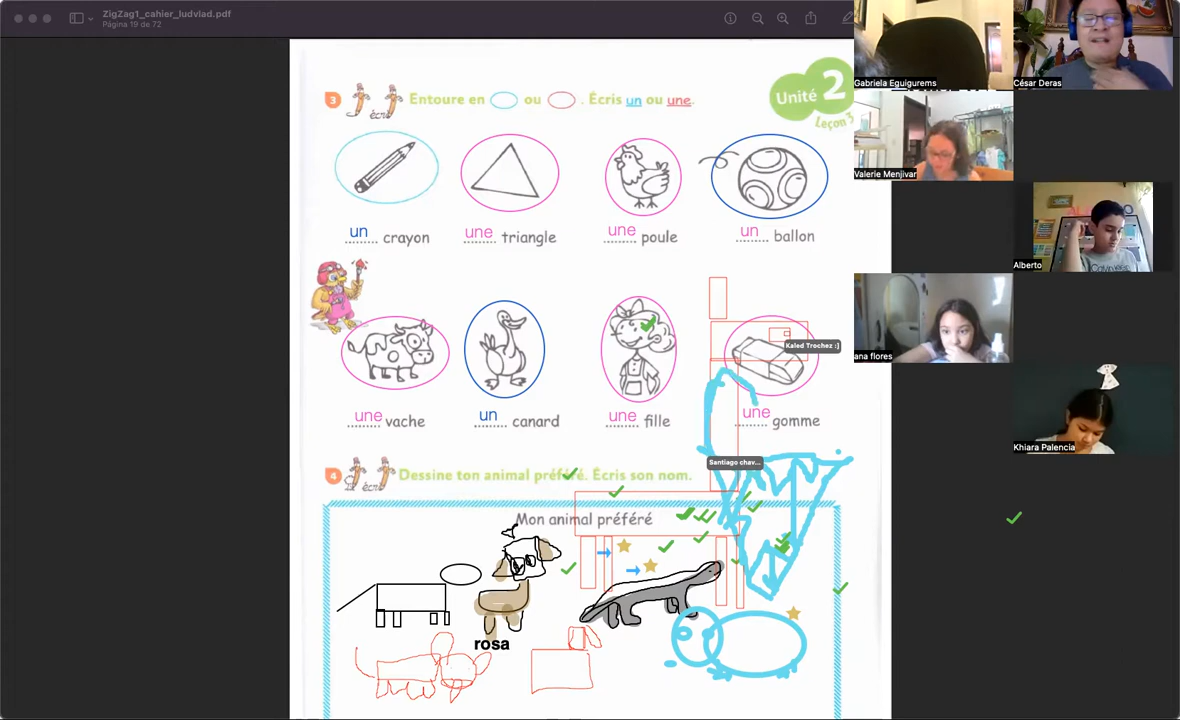 ZigZag1_cahier_ludvlad.pdf
Página 19 de 72
Gabriela Eguigurems
César Deras
Valerie Menjivar
Alberto
ana flores
Khiara Palencia
3 écris Entoure en ou . Écris un ou une.
Unité 2
Leçon 3
un crayon
une triangle
une poule
un ballon
Kaled Trochez :]
une vache
un canard
une fille
une gomme
Santiago chav...
4 écris Dessine ton animal préféré. Écris son nom.
Mon animal préféré
rosa